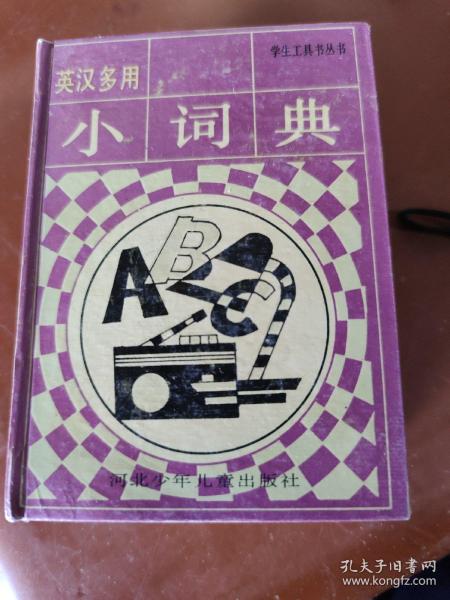 学生工具书丛书
英汉多用
小词典
ABC
河北少年儿童出版社
孔夫子旧书网
www.kongfz.com